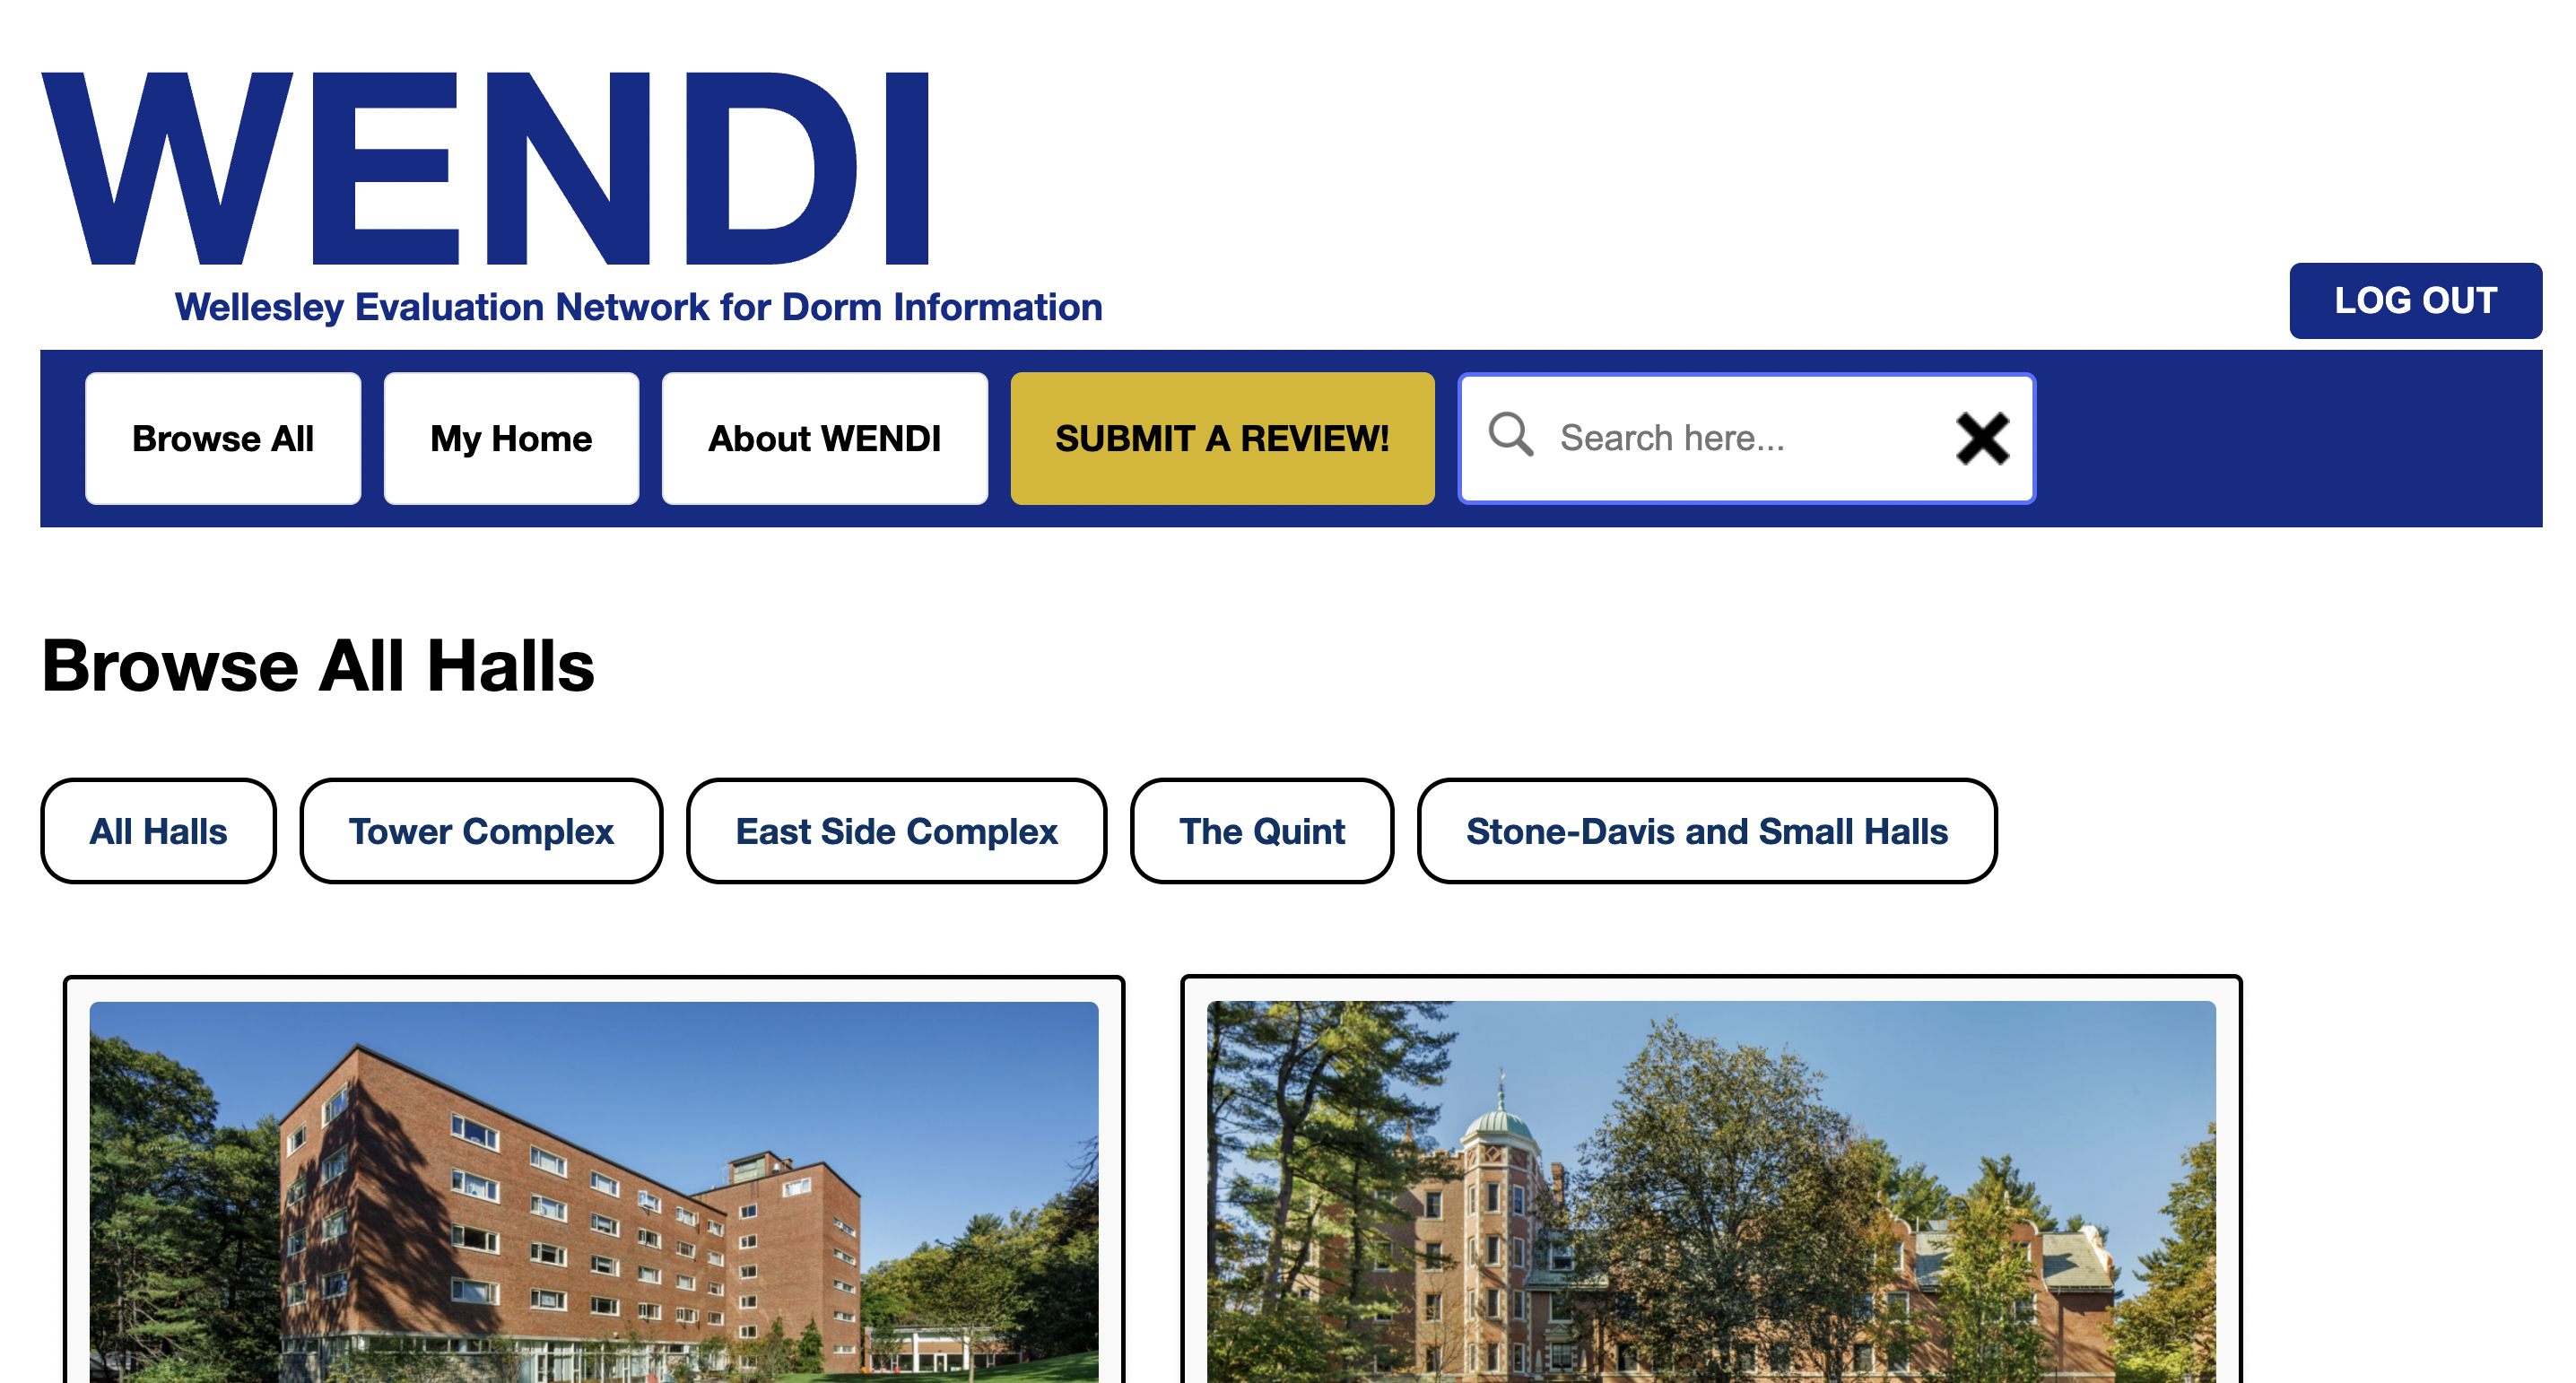 WENDI
Wellesley Evaluation Network for Dorm Information
LOG OUT
Browse All
My Home
About WENDI
SUBMIT A REVIEW!
Search here...
Browse All Halls
All Halls
Tower Complex
East Side Complex
The Quint
Stone-Davis and Small Halls